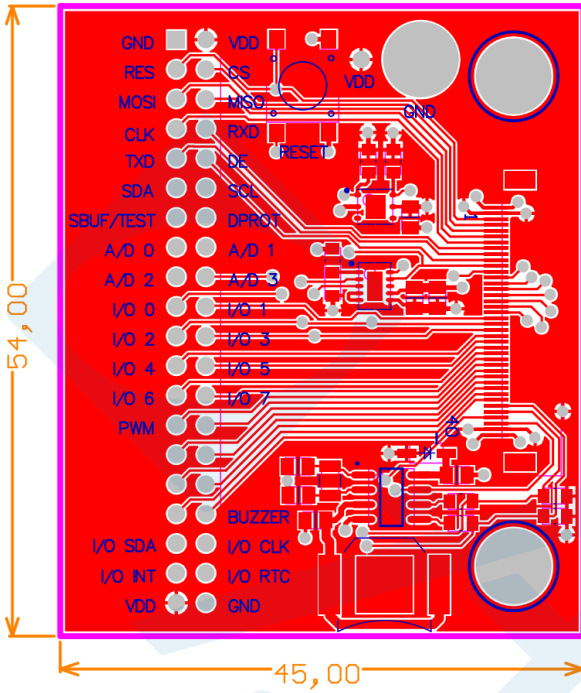 GND VDD
RES CS VDD
MOSI MISO GND
CLK RXD RESET
TXD DE
SDA SCL
SBUF/TEST DPROT 1
A/D 0 A/D 1
A/D 2 A/D 3
I/O 0 I/O 1
I/O 2 I/O 3
54,00
I/O 4 I/O 5
I/O 6 I/O 7
PWM 40
BUZZER
I/O SDA I/O CLK
I/O INT I/O RTC
VDD GND
45,00